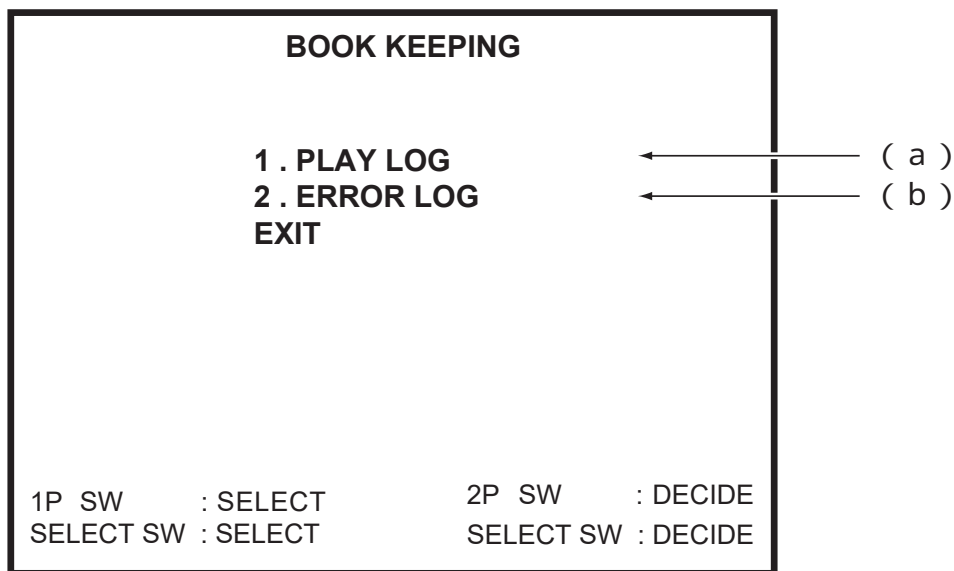 BOOK KEEPING
1 . PLAY LOG
( a )
2 . ERROR LOG
( b )
EXIT
1P SW : SELECT
2P SW : DECIDE
SELECT SW : SELECT
SELECT SW : DECIDE